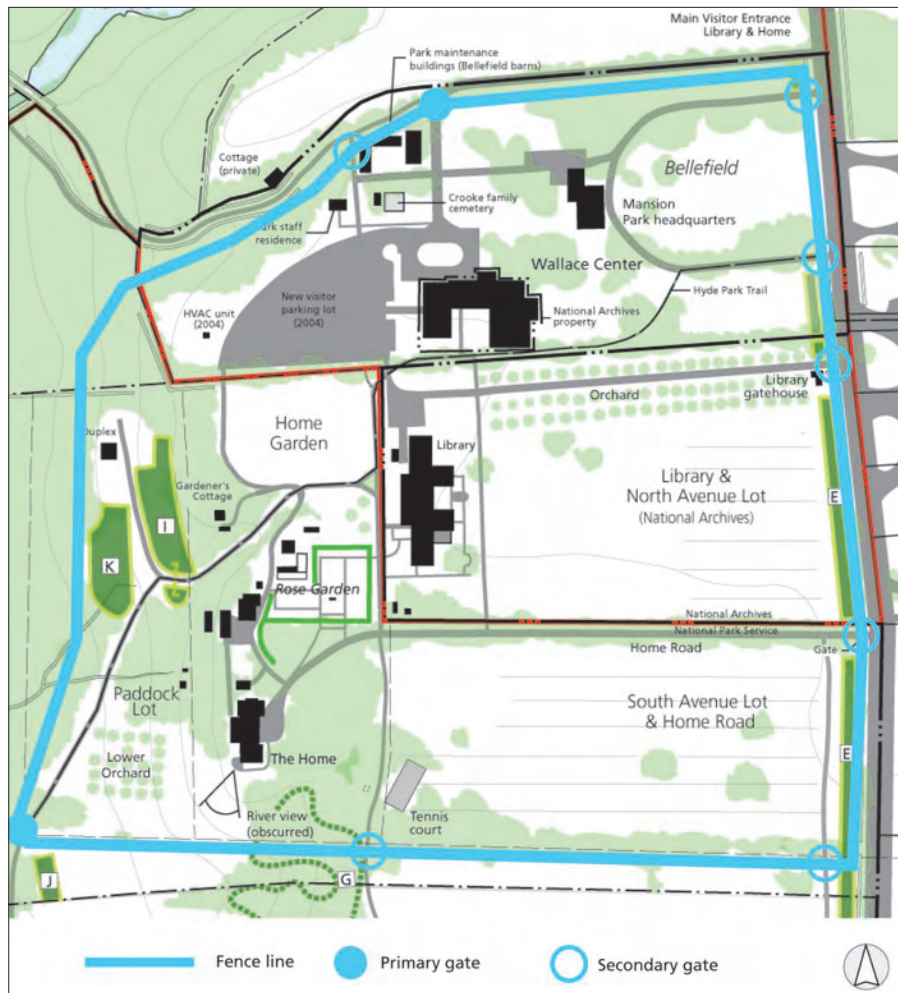 Main Visitor Entrance
Library & Home
Park maintenance
buildings (Bellefield barns)
Cottage
(private)
Bellefield
Crooke family
cemetery
Mansion
Park headquarters
staff
residence
Wallace Center
HVAC unit
(2004)
New visitor
parking lot
(2004)
National Archives
property
Hyde Park Trail
Orchard
Library
gatehouse
Home
Garden
Duplex
Library
Gardener's
Cottage
Library &
North Avenue Lot
(National Archives)
E
I
K
Rose Garden
National Archives
National Park Service
Home Road
Gate
Paddock
Lot
South Avenue Lot
& Home Road
E
Lower
Orchard
The Home
River view
(obscurred)
Tennis
court
J
G
Fence line
Primary gate
Secondary gate